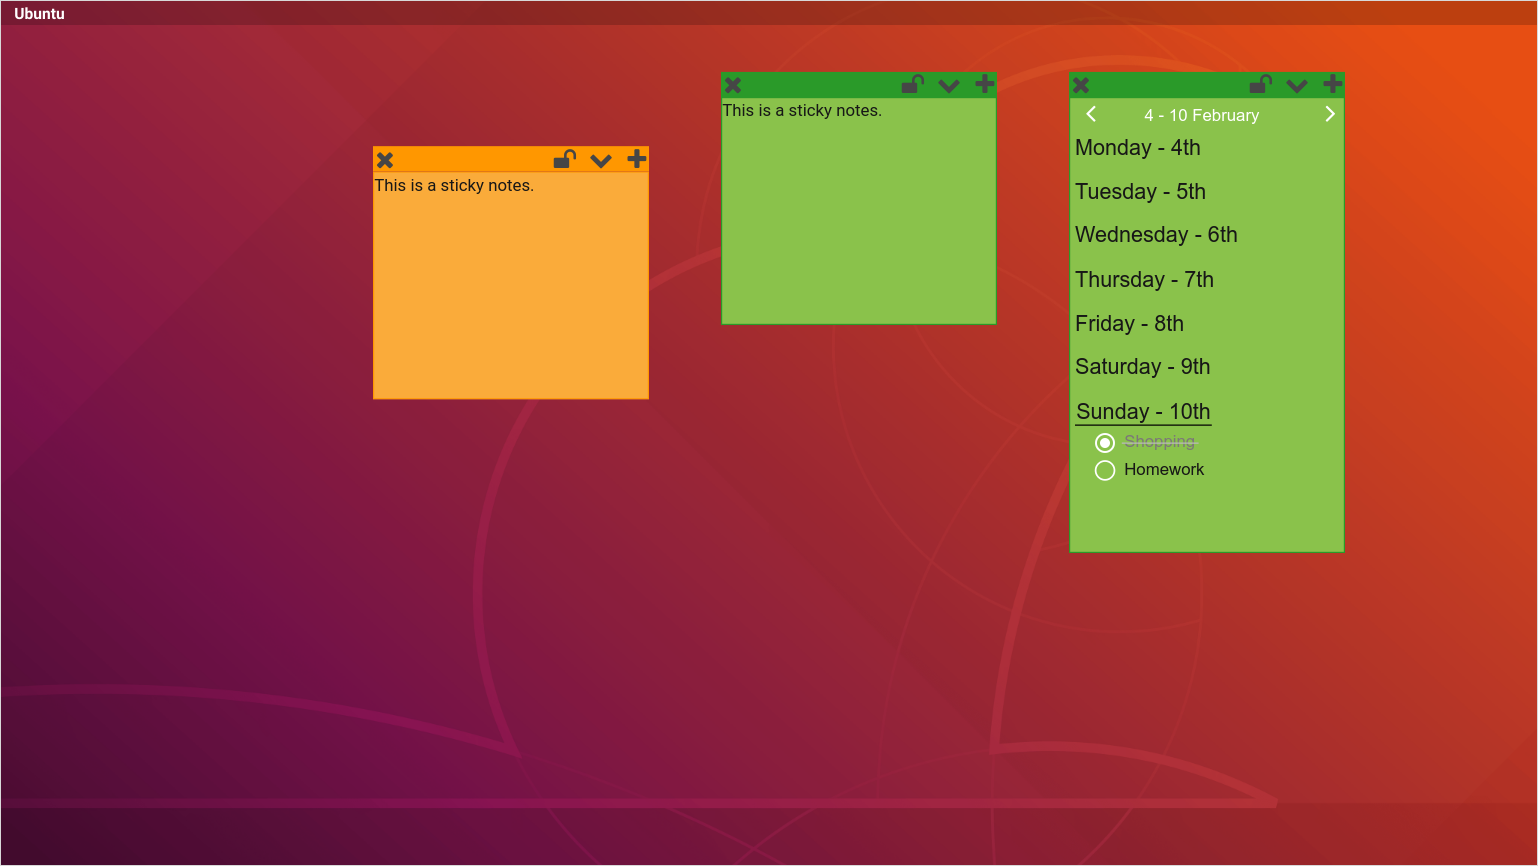 Ubuntu
This is a sticky notes.
This is a sticky notes.
4 - 10 February
Monday - 4th
Tuesday - 5th
Wednesday - 6th
Thursday - 7th
Friday - 8th
Saturday - 9th
Sunday - 10th
Shopping
Homework